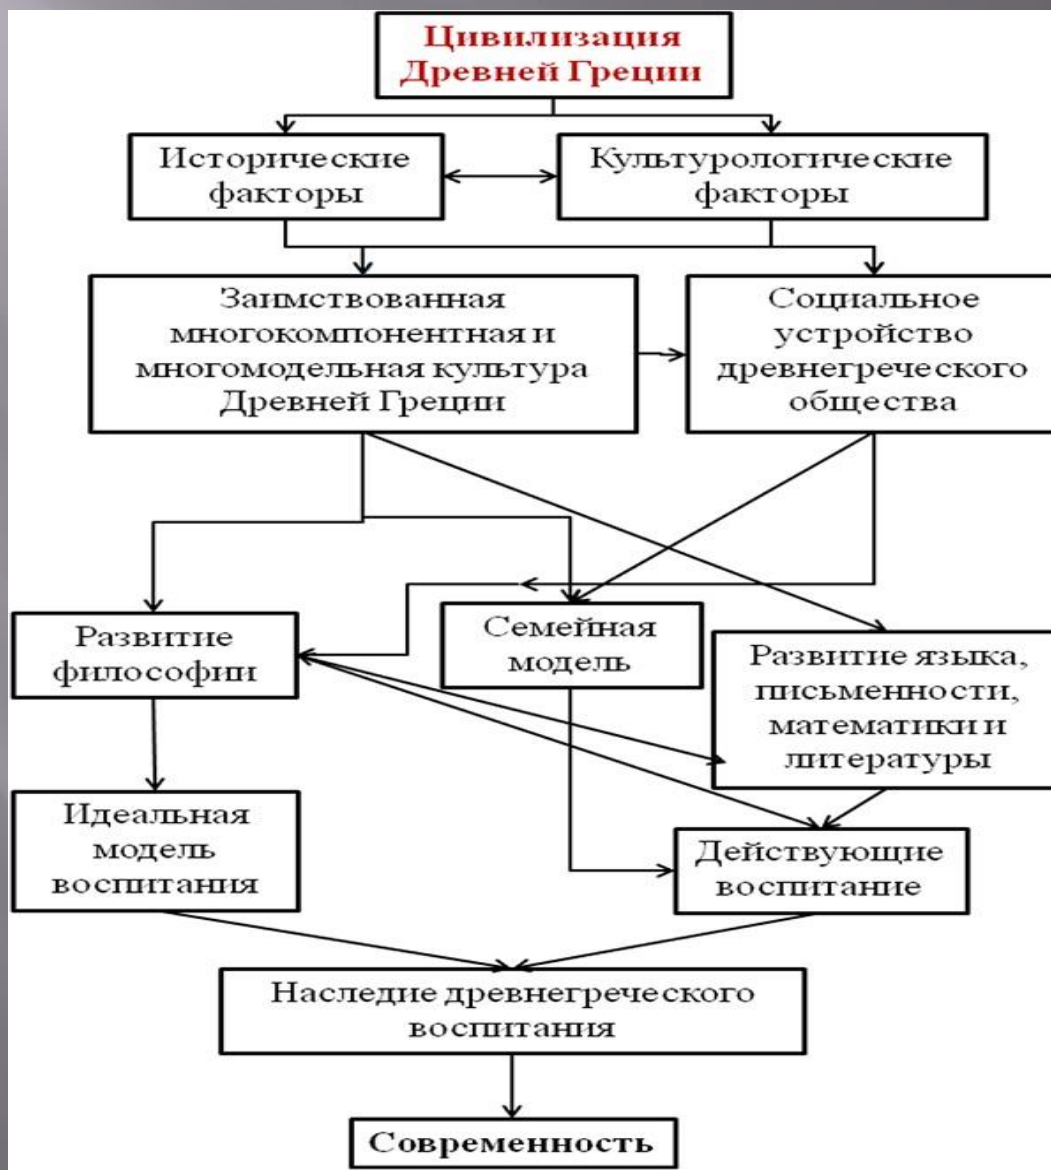 Цивилизация
Древней Греции
Исторические
факторы
Культурологические
факторы
Заимствованная
многокомпонентная и
многомодельная культура
Древней Греции
Социальное
устройство
древнегреческого
общества
Развитие
философии
Семейная
модель
Развитие языка,
письменности,
математики и
литературы
Идеальная
модель
воспитания
Действующие
воспитание
Наследие древнегреческого
воспитания
Современность